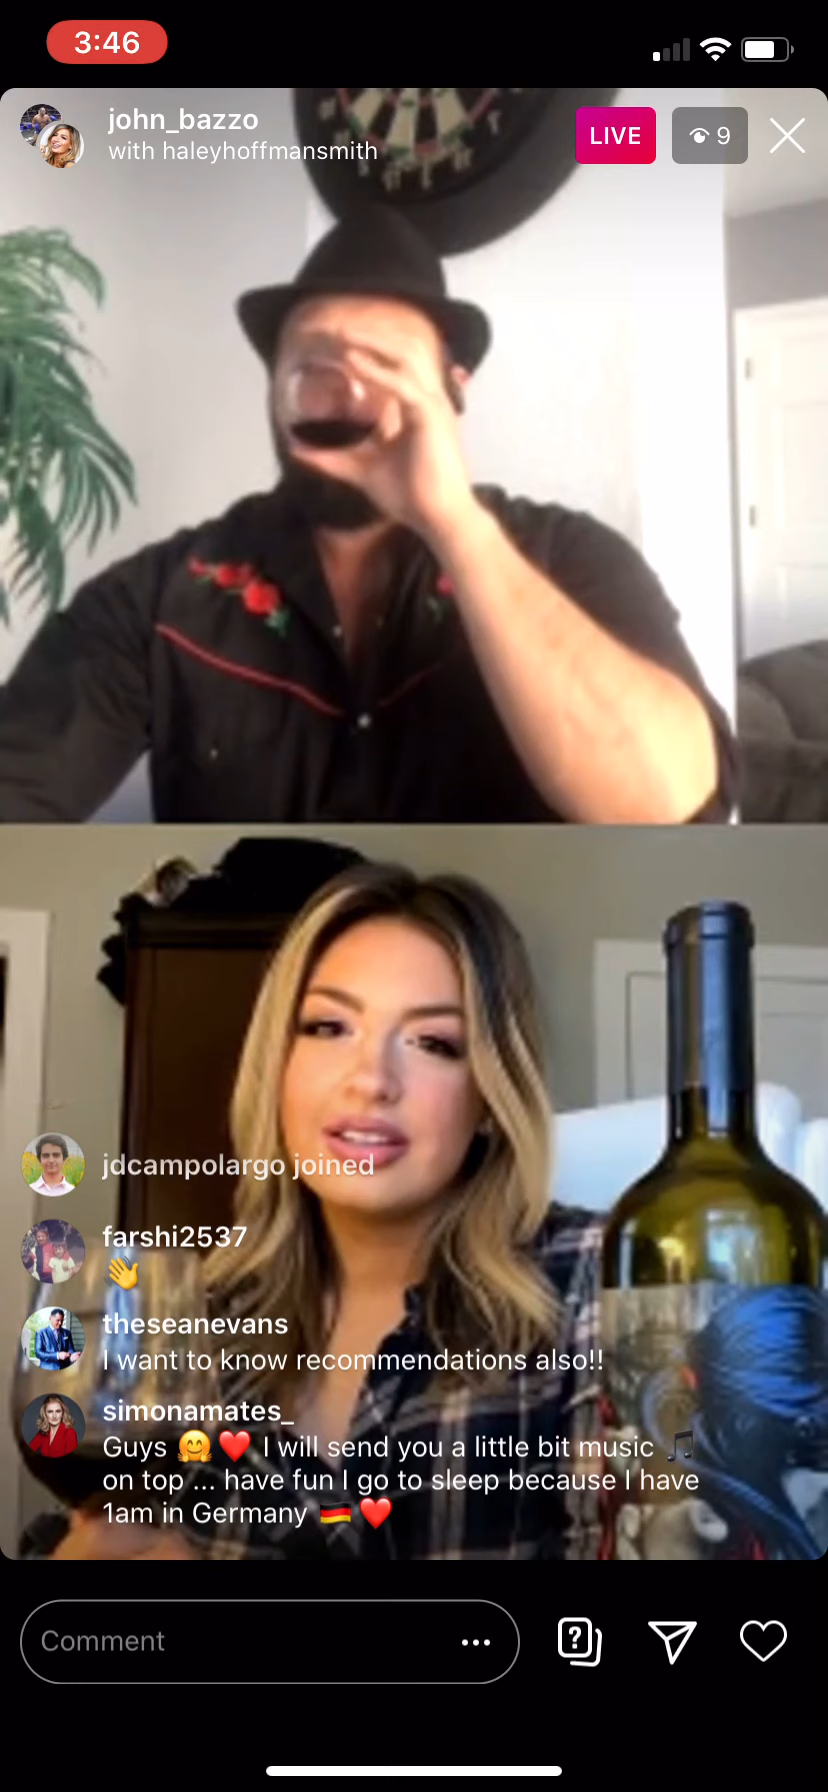 3:46
john_bazzo
with haleyhoffmansmith
LIVE
9
jdcampolargo joined
farshi2537
👋
theseanevans
I want to know recommendations also!!
simonamates_
Guys 🤗❤️ I will send you a little bit music 🎵
on top ... have fun I go to sleep because I have
1am in Germany 🇩🇪❤️
Comment